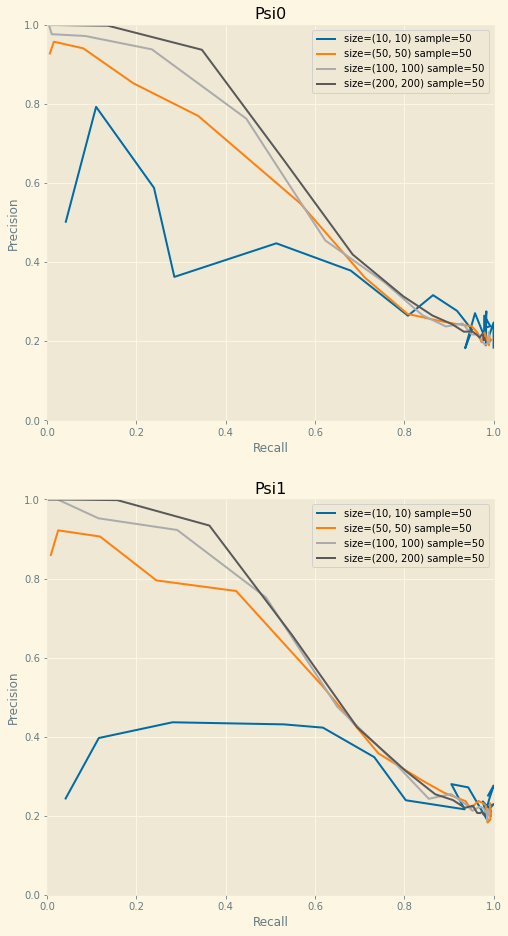 Psi0
size=(10, 10) sample=50
size=(50, 50) sample=50
size=(100, 100) sample=50
size=(200, 200) sample=50
1.0
0.8
0.6
0.4
0.2
0.0
Precision
0.0 0.2 0.4 0.6 0.8 1.0
Recall
Psi1
size=(10, 10) sample=50
size=(50, 50) sample=50
size=(100, 100) sample=50
size=(200, 200) sample=50
1.0
0.8
0.6
0.4
0.2
0.0
Precision
0.0 0.2 0.4 0.6 0.8 1.0
Recall